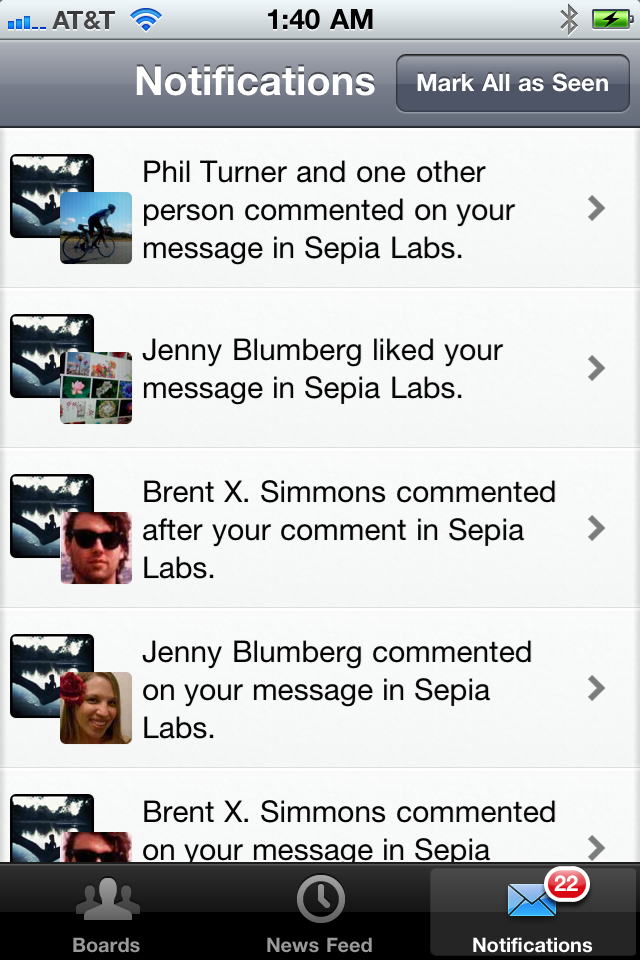 AT&T 1:40 AM
Notifications Mark All as Seen
Phil Turner and one other
person commented on your
message in Sepia Labs.
Jenny Blumberg liked your
message in Sepia Labs.
Brent X. Simmons commented
after your comment in Sepia
Labs.
Jenny Blumberg commented
on your message in Sepia
Labs.
Brent X. Simmons commented
on your message in Sepia
22
Boards News Feed Notifications